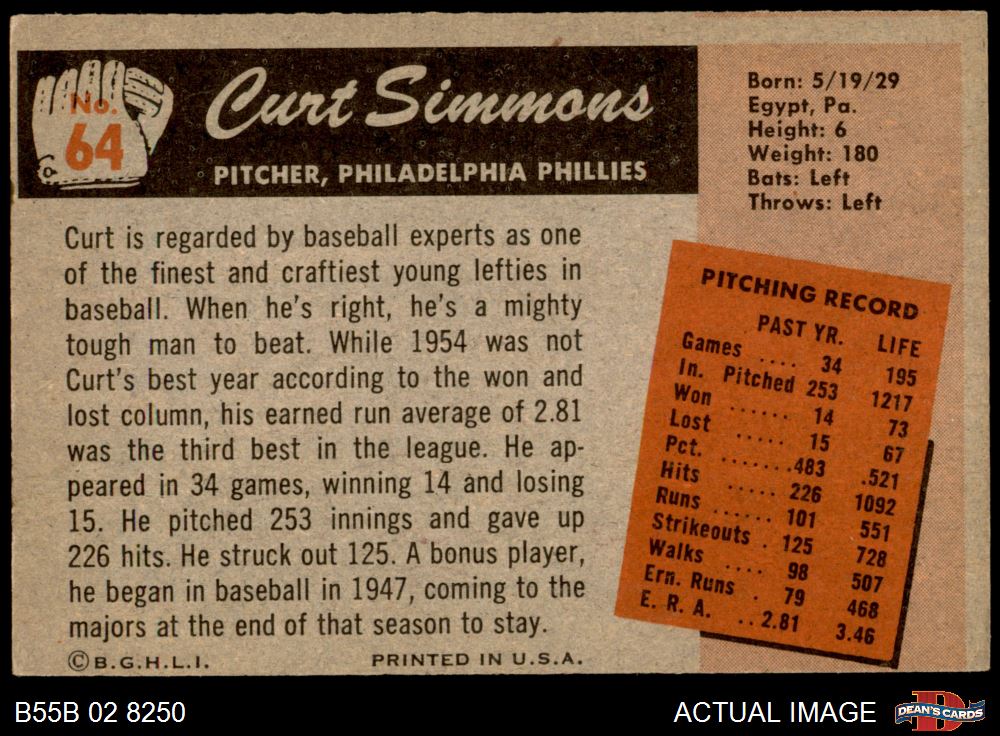 No.
64
Curt Simmons
PITCHER, PHILADELPHIA PHILLIES
Born: 5/19/29
Egypt, Pa.
Height: 6
Weight: 180
Bats: Left
Throws: Left
Curt is regarded by baseball experts as one
of the finest and craftiest young lefties in
baseball. When he's right, he's a mighty
tough man to beat. While 1954 was not
Curt's best year according to the won and
lost column, his earned run average of 2.81
was the third best in the league. He ap-
peared in 34 games, winning 14 and losing
15. He pitched 253 innings and gave up
226 hits. He struck out 125. A bonus player,
he began in baseball in 1947, coming to the
majors at the end of that season to stay.
PITCHING RECORD
PAST YR. LIFE
Games .... 34 195
In. Pitched 253 1217
Won ...... 14 73
Lost ..... 15 67
Pct. .......483 .521
Hits ..... 226 1092
Runs ...... 101 551
Strikeouts . 125 728
Walks .... 98 507
Ern. Runs . 79 468
E. R. A. ..2.81 3.46
©B.G.H.L.I. PRINTED IN U.S.A.
B55B 02 8250
ACTUAL IMAGE
DEAN'S CARDS